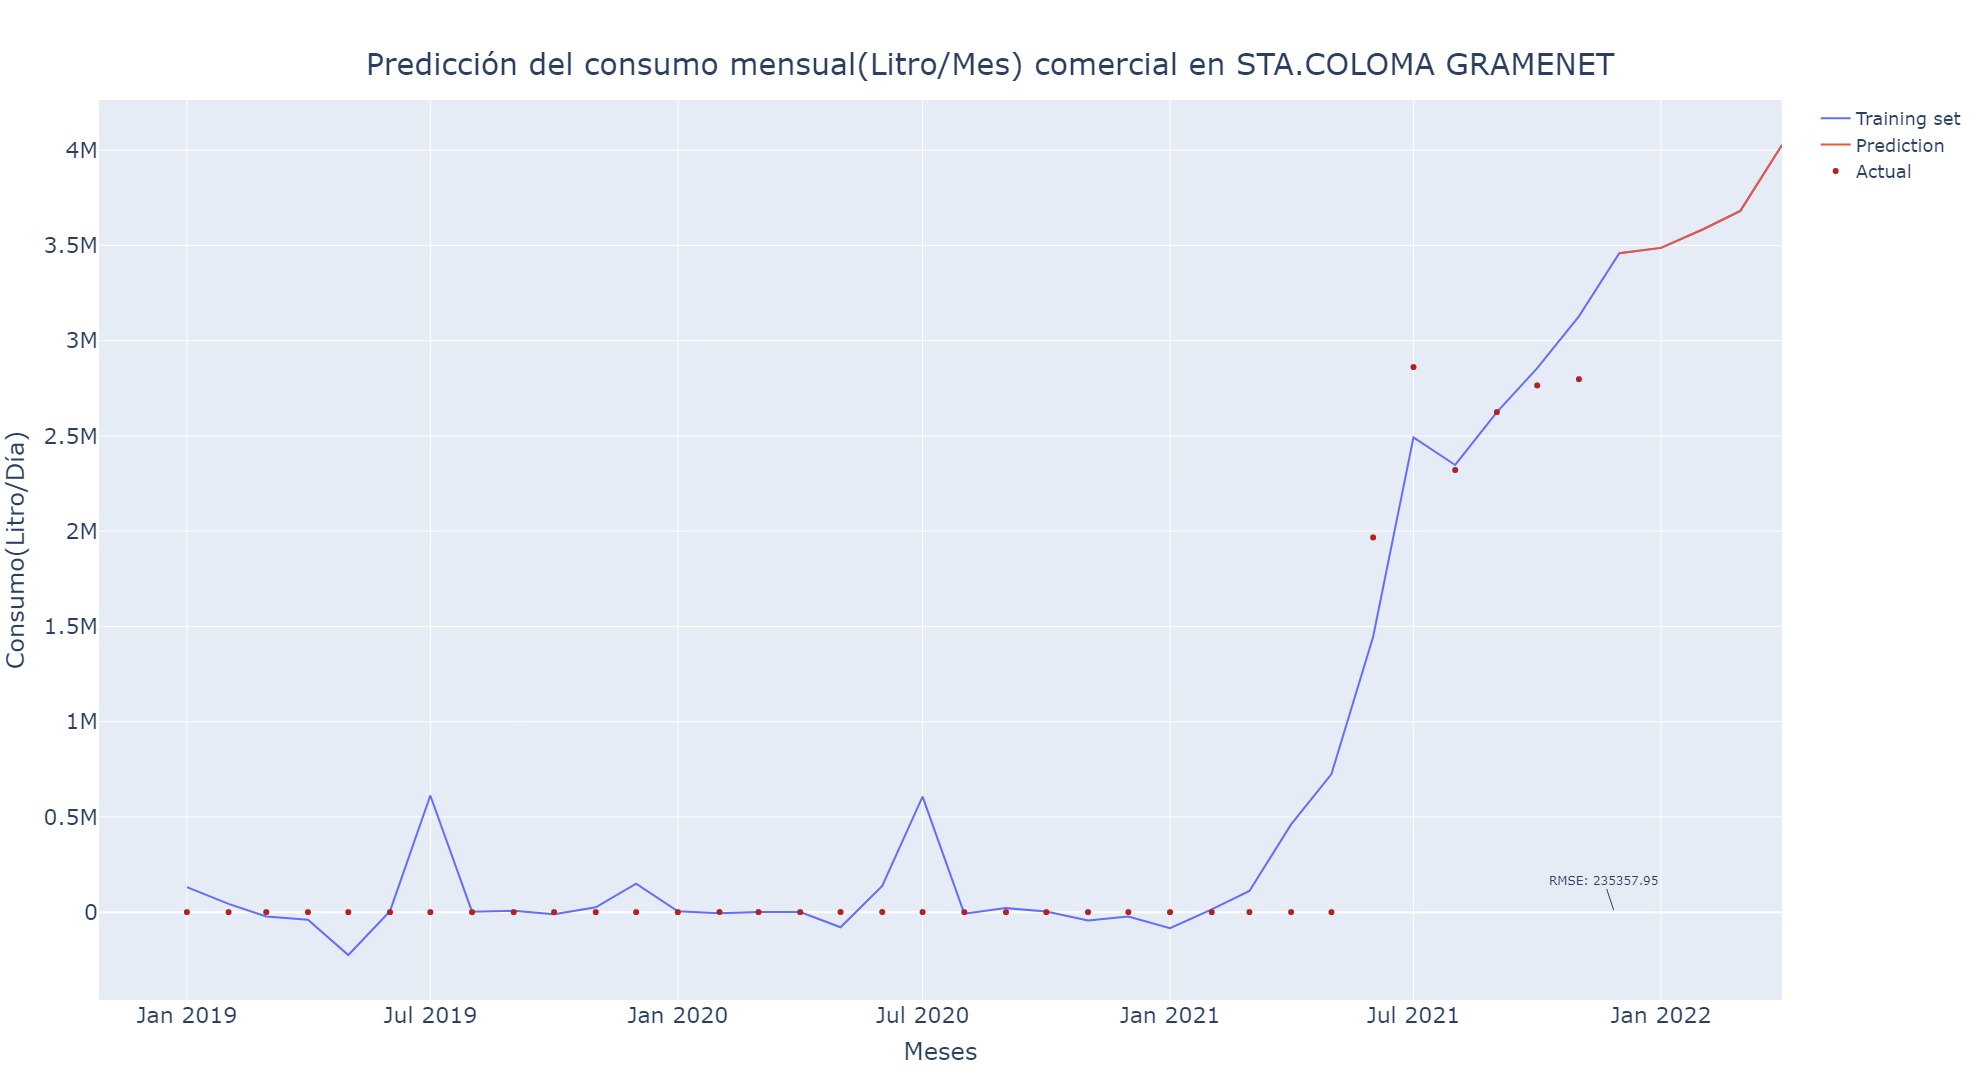 Predicción del consumo mensual(Litro/Mes) comercial en STA.COLOMA GRAMENET
Training set
Prediction
Actual
Consumo(Litro/Día)
4M
3.5M
3M
2.5M
2M
1.5M
1M
0.5M
0
RMSE: 235357.95
Jan 2019
Jul 2019
Jan 2020
Jul 2020
Jan 2021
Jul 2021
Jan 2022
Meses